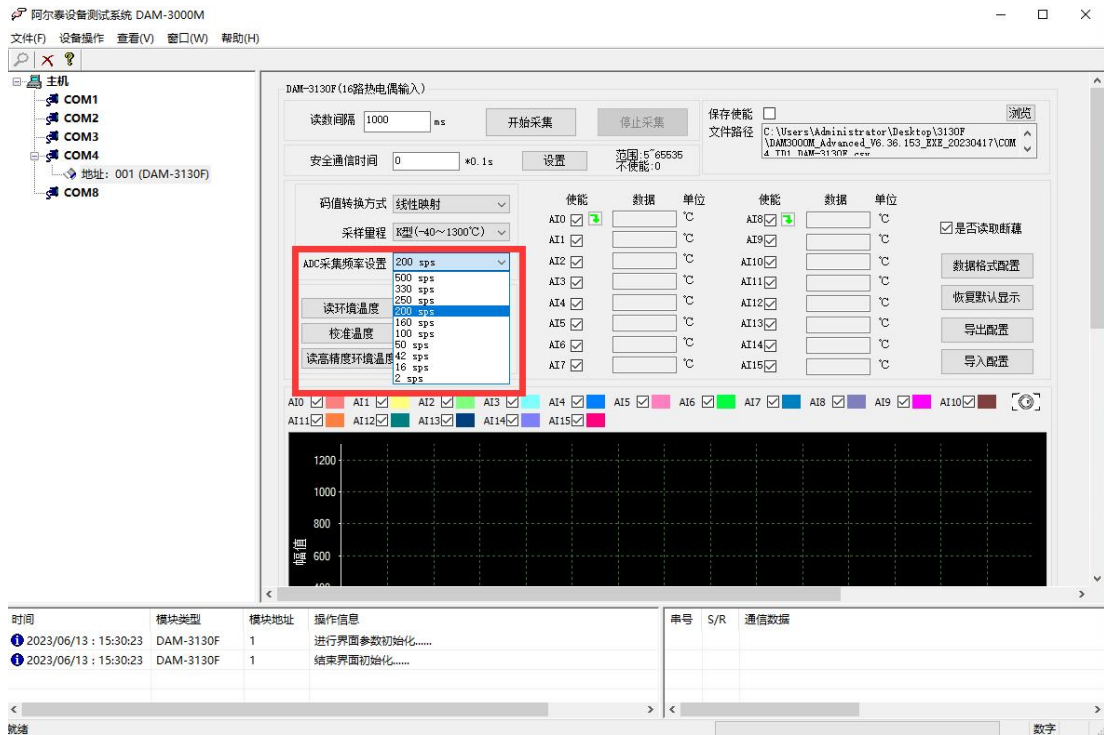 阿尔泰设备测试系统 DAM-3000M
文件(F) 设备操作 查看(V) 窗口(W) 帮助(H)
主机
COM1
COM2
COM3
COM4
地址：001 (DAM-3130F)
COM8
DAM-3130F(16路热电偶输入)
读数间隔 1000 ms 开始采集 停止采集
安全通信时间 0 *0.1s 设置 范围:5~65535
不使能:0
保存使能 浏览
文件路径 C:\Users\Administrator\Desktop\3130F
\DAM3000M_Advanced_V6.36.153_EXE_20230417\COM
4_ID1_DAM-3130F.csv
码值转换方式 线性映射
采样量程 K型(-40～1300℃)
ADC采集频率设置 200 sps
500 sps
330 sps
250 sps
200 sps
160 sps
100 sps
50 sps
42 sps
16 sps
2 sps
读环境温度
校准温度
读高精度环境温度
使能 数据 单位 使能 数据 单位
AI0 ℃ AI8 ℃
AI1 ℃ AI9 ℃
AI2 ℃ AI10 ℃
AI3 ℃ AI11 ℃
AI4 ℃ AI12 ℃
AI5 ℃ AI13 ℃
AI6 ℃ AI14 ℃
AI7 ℃ AI15 ℃
是否读取断耦
数据格式配置
恢复默认显示
导出配置
导入配置
AI0 AI1 AI2 AI3 AI4 AI5 AI6 AI7 AI8 AI9 AI10
AI11 AI12 AI13 AI14 AI15
1200
1000
800
600
400
幅值
时间 模块类型 模块地址 操作信息
2023/06/13：15:30:23 DAM-3130F 1 进行界面参数初始化......
2023/06/13：15:30:23 DAM-3130F 1 结束界面初始化......
串号 S/R 通信数据
就绪 数字